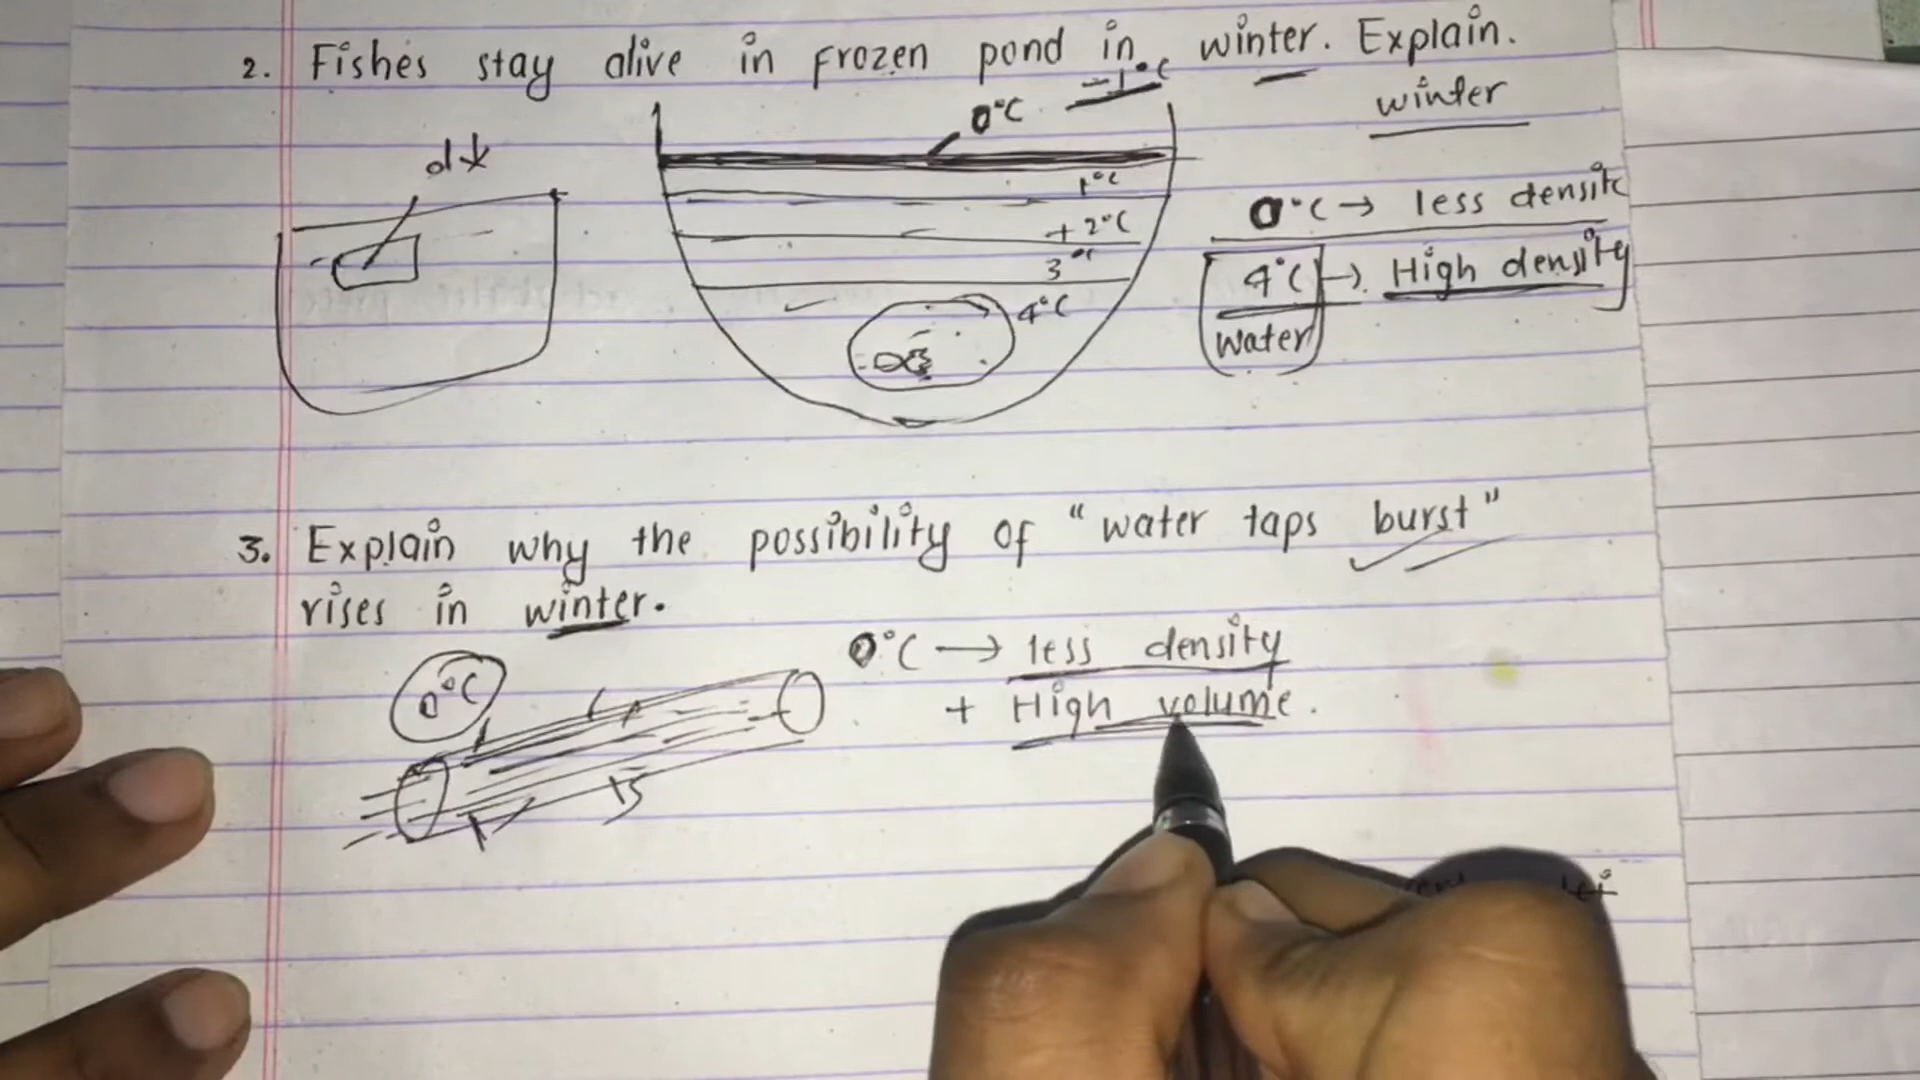 2. Fishes stay alive in frozen pond in winter. Explain.
-1°C
winter
0°C
1°C
+ 2°C
3°C
4°C
0°C → less densit
4°C → High density
water
3. Explain why the possibility of "water taps burst"
rises in winter.
0°C
0°C → less density
+ High volume.